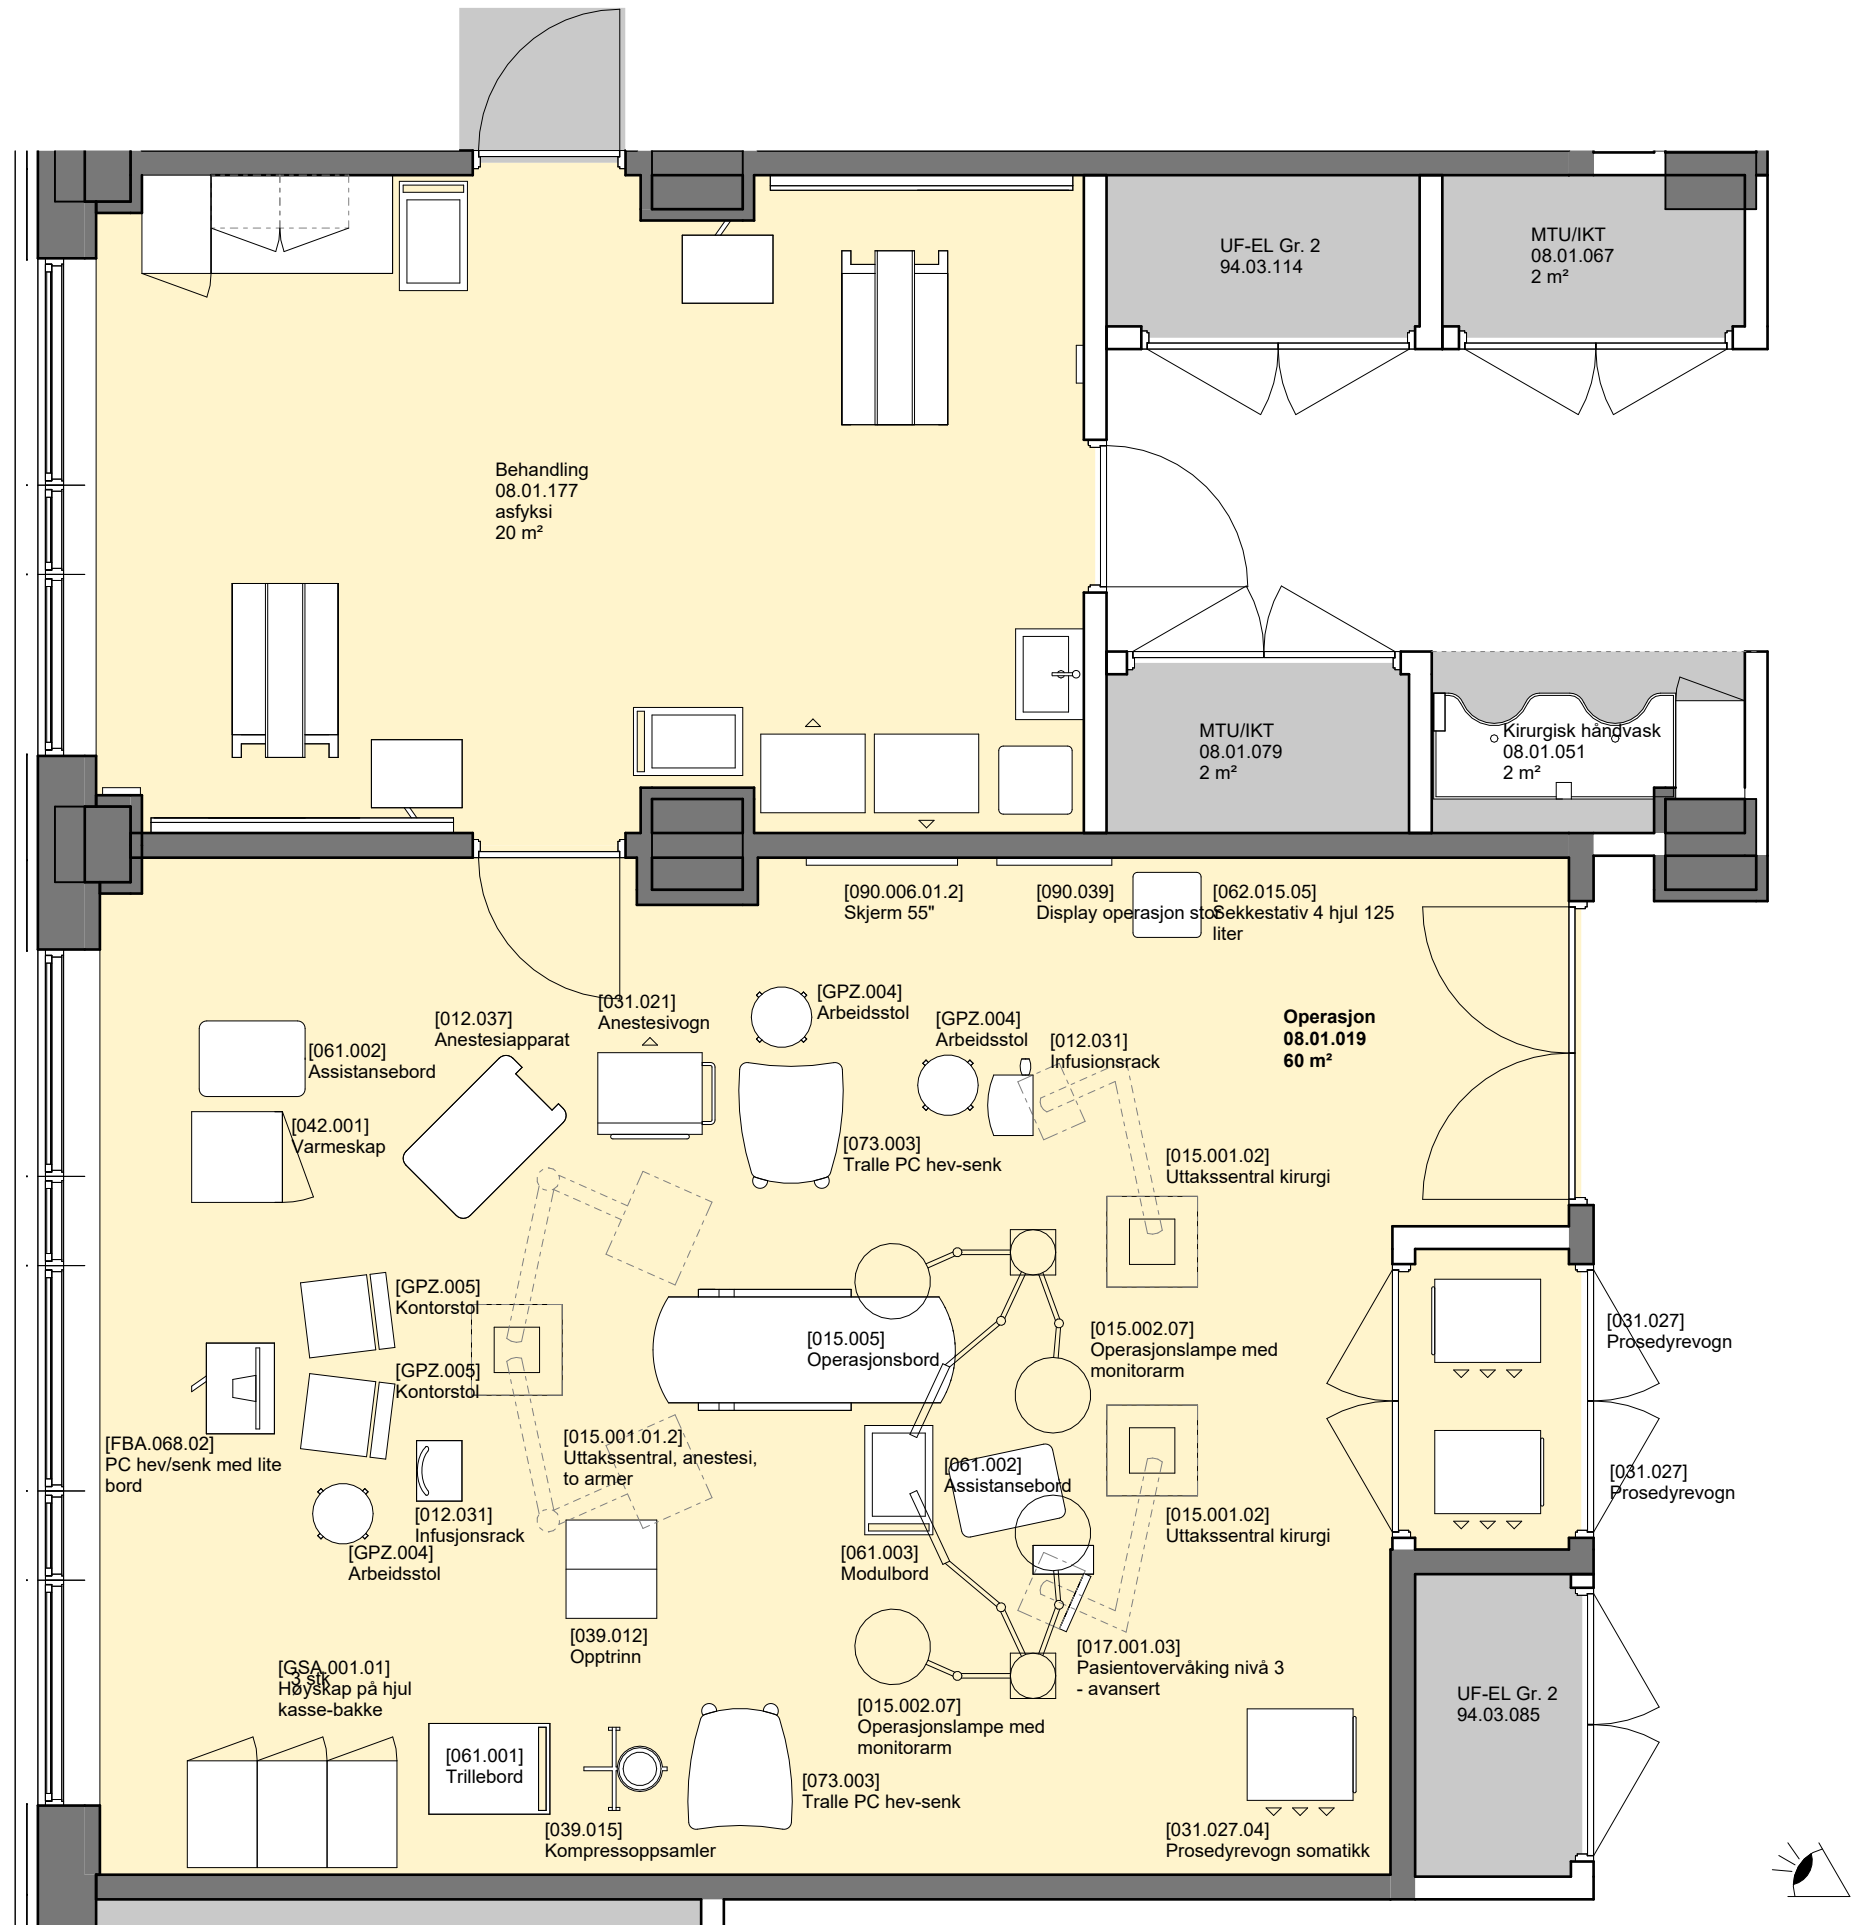 UF-EL Gr. 2
94.03.114
MTU/IKT
08.01.067
2 m²
Behandling
08.01.177
asfyksi
20 m²
MTU/IKT
08.01.079
2 m²
Kirurgisk håndvask
08.01.051
2 m²
[090.006.01.2]
Skjerm 55"
[090.039]
Display operasjon stor
[062.015.05]
Sekkestativ 4 hjul 125
liter
[061.002]
Assistansebord
[012.037]
Anestesiapparat
[031.021]
Anestesivogn
[GPZ.004]
Arbeidsstol
[GPZ.004]
Arbeidsstol
[012.031]
Infusionsrack
Operasjon
08.01.019
60 m²
[042.001]
Varmeskap
[073.003]
Tralle PC hev-senk
[015.001.02]
Uttakssentral kirurgi
[GPZ.005]
Kontorstol
[GPZ.005]
Kontorstol
[015.005]
Operasjonsbord
[015.002.07]
Operasjonslampe med
monitorarm
[031.027]
Prosedyrevogn
[FBA.068.02]
PC hev/senk med lite
bord
[015.001.01.2]
Uttakssentral, anestesi,
to armer
[061.002]
Assistansebord
[031.027]
Prosedyrevogn
[012.031]
Infusjonsrack
[GPZ.004]
Arbeidsstol
[061.003]
Modulbord
[015.001.02]
Uttakssentral kirurgi
[039.012]
Opptrinn
[017.001.03]
Pasientovervåking nivå 3
- avansert
[GSA.001.01]
3 stk
Høyskap på hjul
kasse-bakke
[015.002.07]
Operasjonslampe med
monitorarm
UF-EL Gr. 2
94.03.085
[061.001]
Trillebord
[073.003]
Tralle PC hev-senk
[039.015]
Kompressoppsamler
[031.027.04]
Prosedyrevogn somatikk